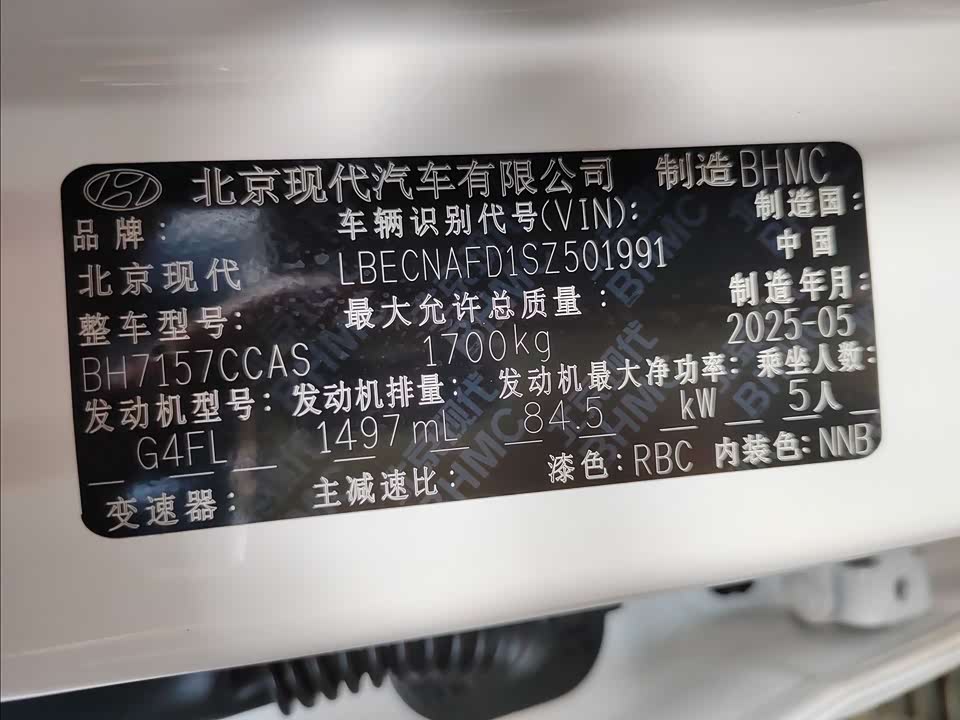 北京现代汽车有限公司 制造 BHMC
品牌: 车辆识别代号(VIN): 制造国:
北京现代 LBECNAFD1SZ501991 中国
整车型号: 最大允许总质量: 制造年月:
BH7157CCAS 1700kg 2025-05
发动机型号: 发动机排量: 发动机最大净功率: 乘坐人数:
G4FL 1497mL 84.5 kW 5人
变速器: 主减速比: 漆色:RBC 内装色:NNB